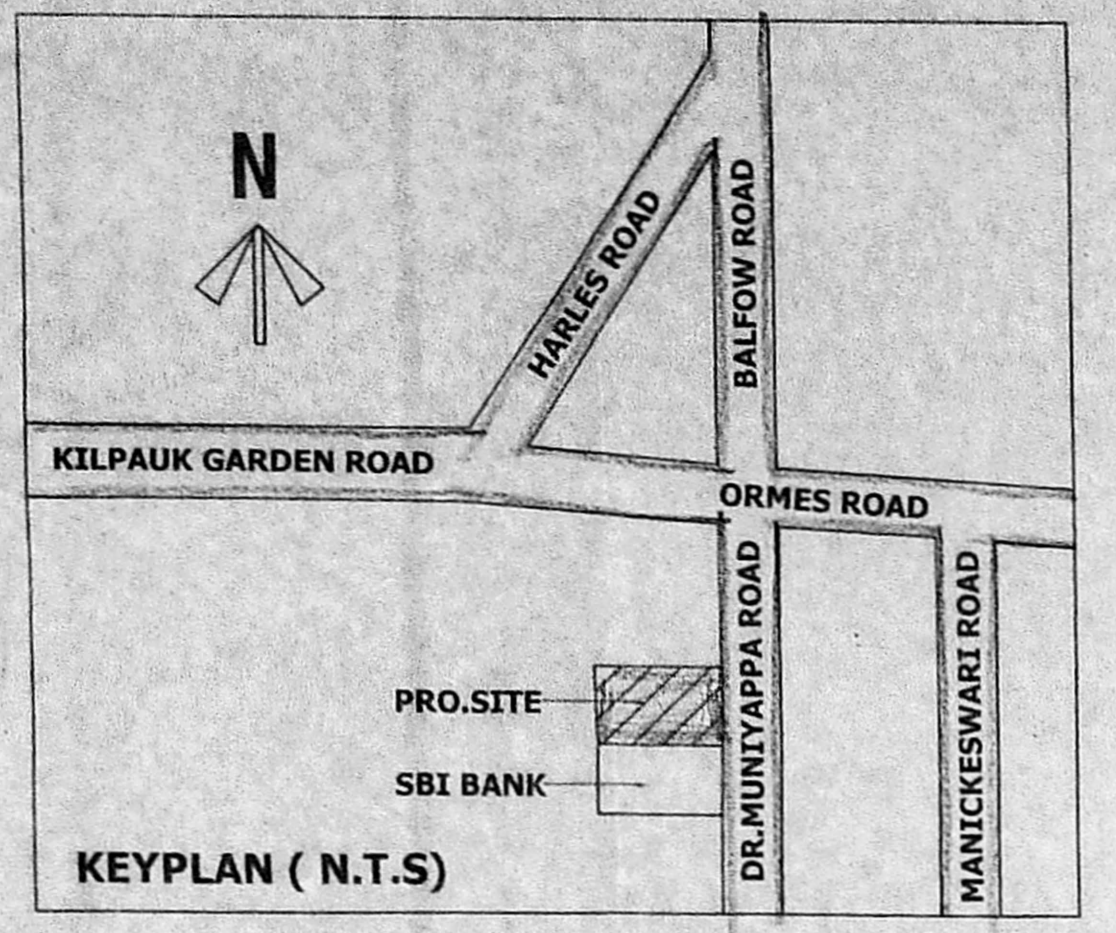 N
HARLES ROAD
BALFOW ROAD
KILPAUK GARDEN ROAD
ORMES ROAD
DR.MUNIYAPPA ROAD
MANICKESWARI ROAD
PRO.SITE
SBI BANK
KEYPLAN ( N.T.S)